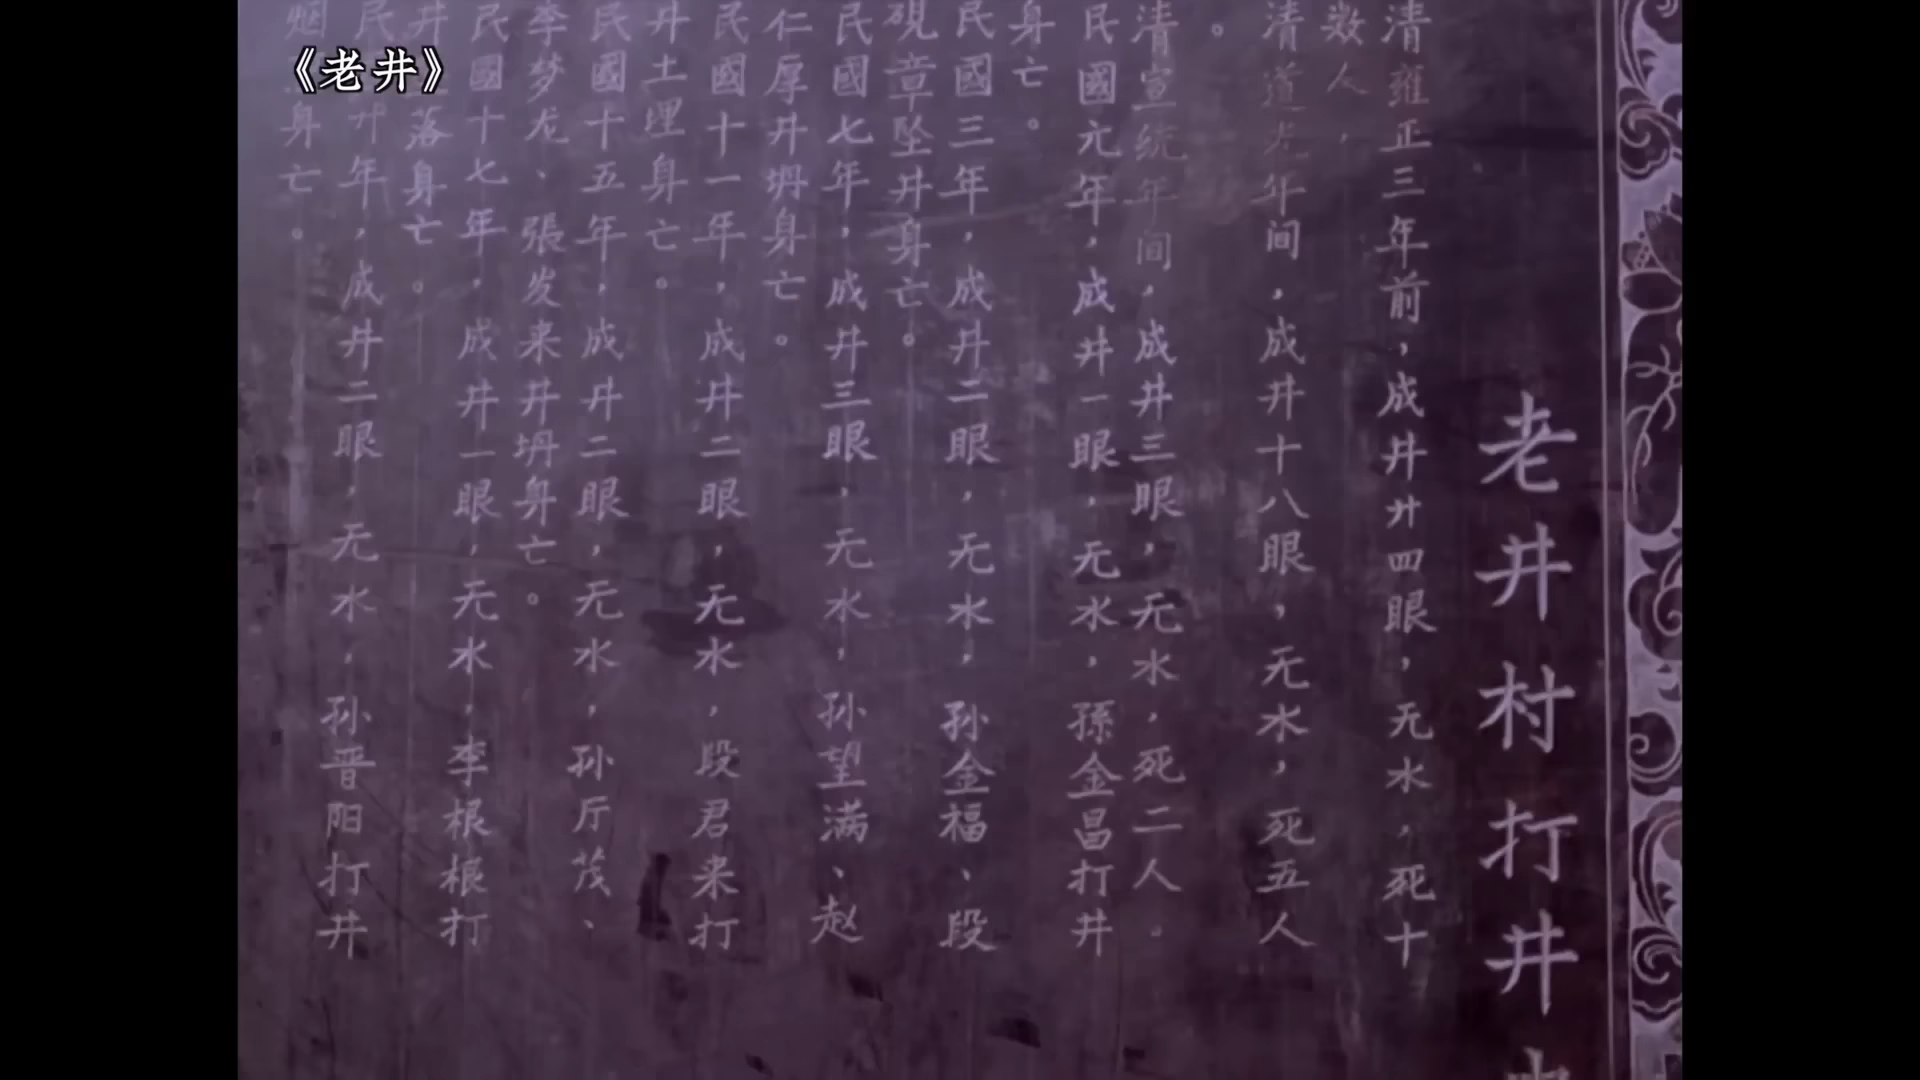 《老井》
老井村打井
清雍正三年前，成井廿四眼，无水，死十
数人，
清道光年间，成井十八眼，无水，死五人
。
清宣统年间，成井三眼，无水，死二人。
民國元年，成井一眼，无水，孫金昌打井
身亡。
民國三年，成井二眼，无水，孙金福、段
砚章坠井身亡。
民國七年，成井三眼，无水，孙望满、赵
仁厚井坍身亡。
民國十一年，成井二眼，无水，段君来打
井土埋身亡。
民國十五年，成井二眼，无水，孙厅茂、
李梦龙、張发来井坍身亡。
民國十七年，成井一眼，无水，李根根打
井落身亡。
民廿年，成井二眼，无水，孙晋阳打井
烟身亡。